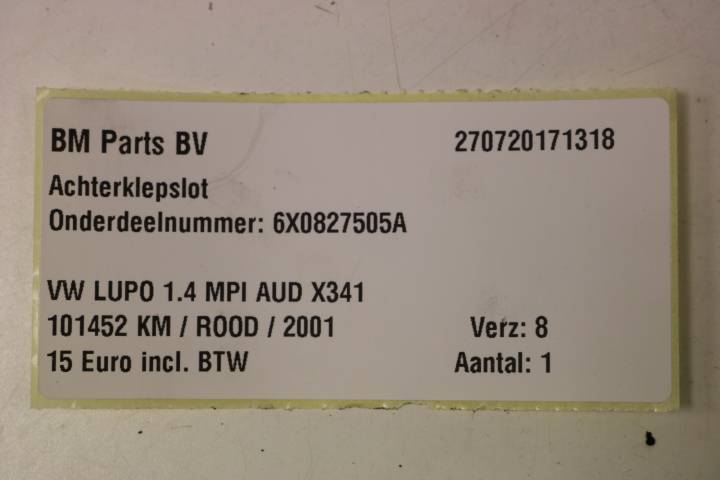 BM Parts BV 270720171318
Achterklepslot
Onderdeelnummer: 6X0827505A
VW LUPO 1.4 MPI AUD X341
101452 KM / ROOD / 2001 Verz: 8
15 Euro incl. BTW Aantal: 1